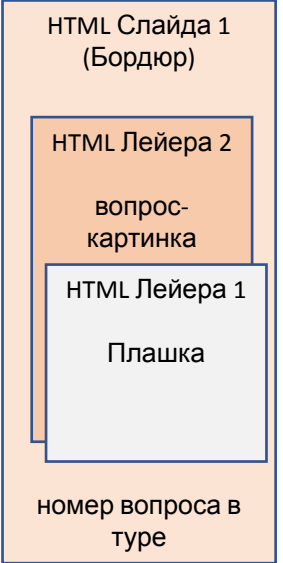 HTML Слайда 1
(Бордюр)
HTML Лейера 2
вопрос-
картинка
HTML Лейера 1
Плашка
номер вопроса в
туре